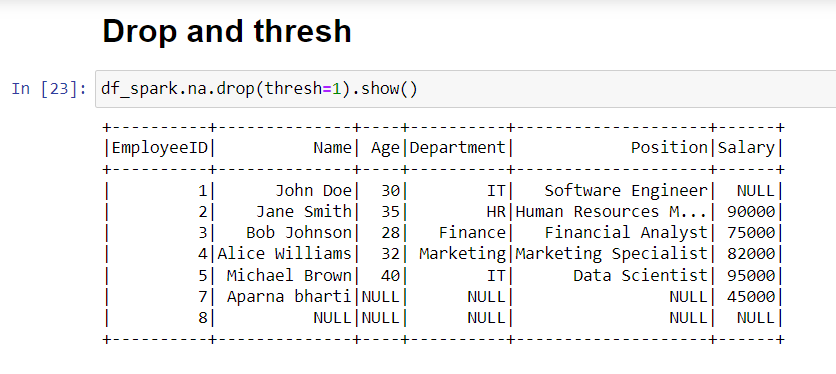 Drop and thresh
In [23]: df_spark.na.drop(thresh=1).show()
+----------+--------------+----+----------+--------------------+------+
|EmployeeID|          Name| Age|Department|            Position|Salary|
+----------+--------------+----+----------+--------------------+------+
|         1|      John Doe|  30|        IT|   Software Engineer|  NULL|
|         2|    Jane Smith|  35|        HR|Human Resources M...| 90000|
|         3|   Bob Johnson|  28|   Finance|   Financial Analyst| 75000|
|         4|Alice Williams|  32| Marketing|Marketing Specialist| 82000|
|         5| Michael Brown|  40|        IT|      Data Scientist| 95000|
|         7| Aparna bharti|NULL|      NULL|                NULL| 45000|
|         8|          NULL|NULL|      NULL|                NULL|  NULL|
+----------+--------------+----+----------+--------------------+------+